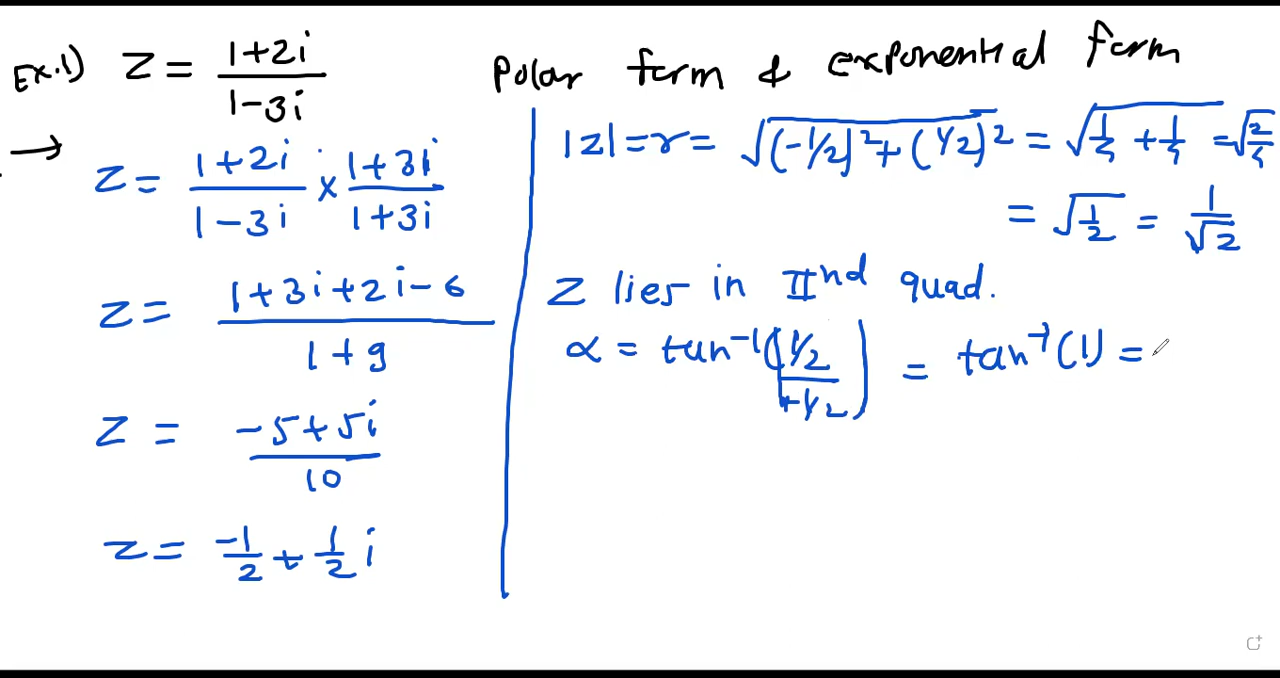 Ex.1) Z = (1+2i)/(1-3i) Polar form & exponential form
→ Z = (1+2i)/(1-3i) × (1+3i)/(1+3i)
Z = (1+3i+2i-6)/(1+9)
Z = (-5+5i)/10
Z = -1/2 + 1/2 i
|Z| = r = √((-1/2)² + (1/2)²) = √(1/4 + 1/4) = √(2/4)
= √(1/2) = 1/√2
Z lies in IInd quad.
α = tan⁻¹((1/2)/(+1/2)) = tan⁻¹(1) =